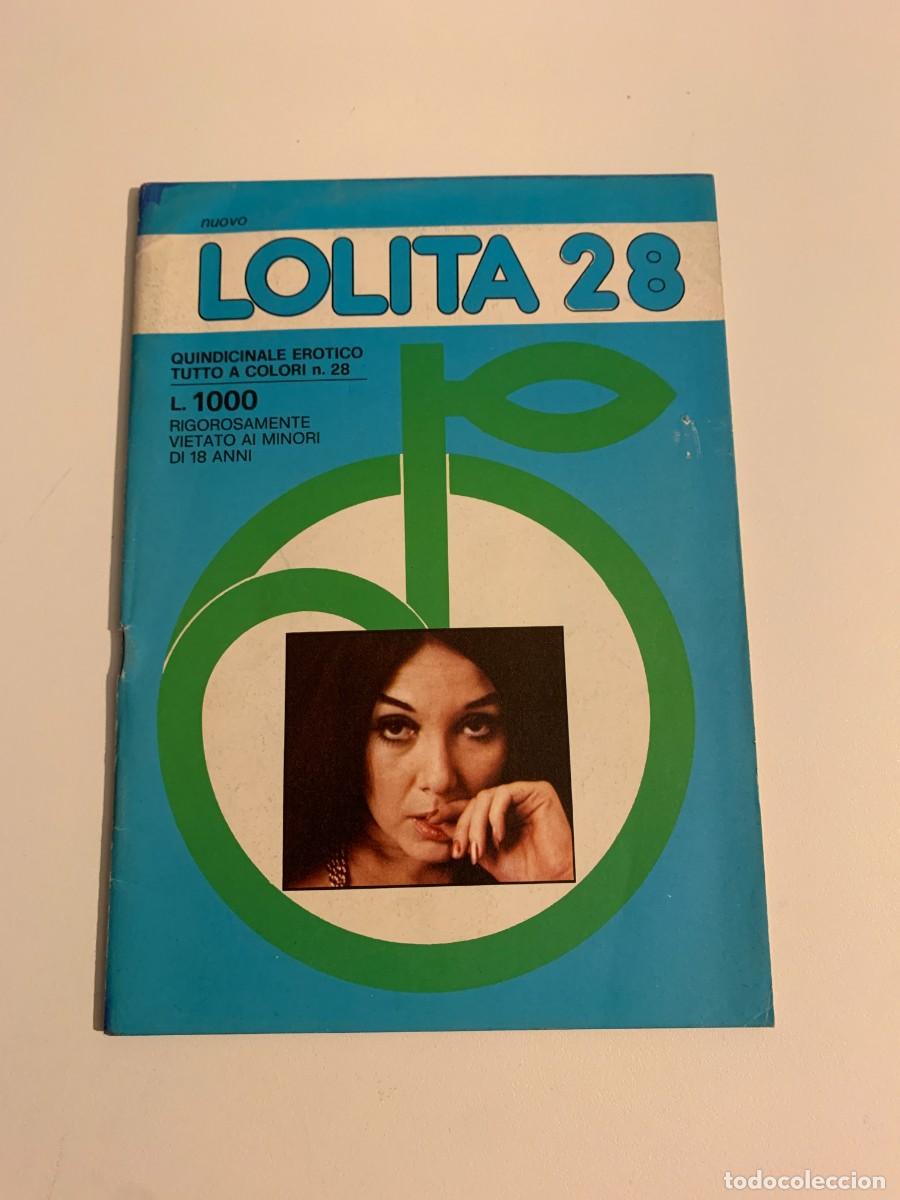 nuovo
LOLITA 28
QUINDICINALE EROTICO
TUTTO A COLORI n. 28
L. 1000
RIGOROSAMENTE
VIETATO AI MINORI
DI 18 ANNI
todocoleccion